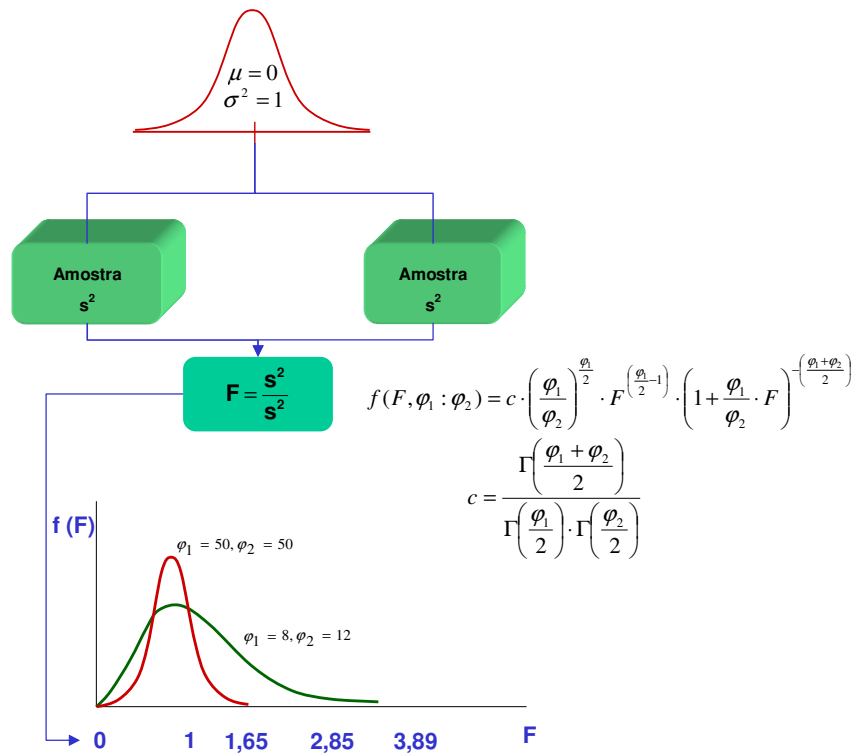 μ = 0
σ² = 1
Amostra
s²
Amostra
s²
F = s²/s²
f(F, φ₁ : φ₂) = c · (φ₁/φ₂)^(φ₁/2) · F^(φ₁/2 − 1) · (1 + φ₁/φ₂ · F)^−((φ₁+φ₂)/2)
c = Γ((φ₁ + φ₂)/2) / (Γ(φ₁/2) · Γ(φ₂/2))
f (F)
φ₁ = 50, φ₂ = 50
φ₁ = 8, φ₂ = 12
0 1 1,65 2,85 3,89 F